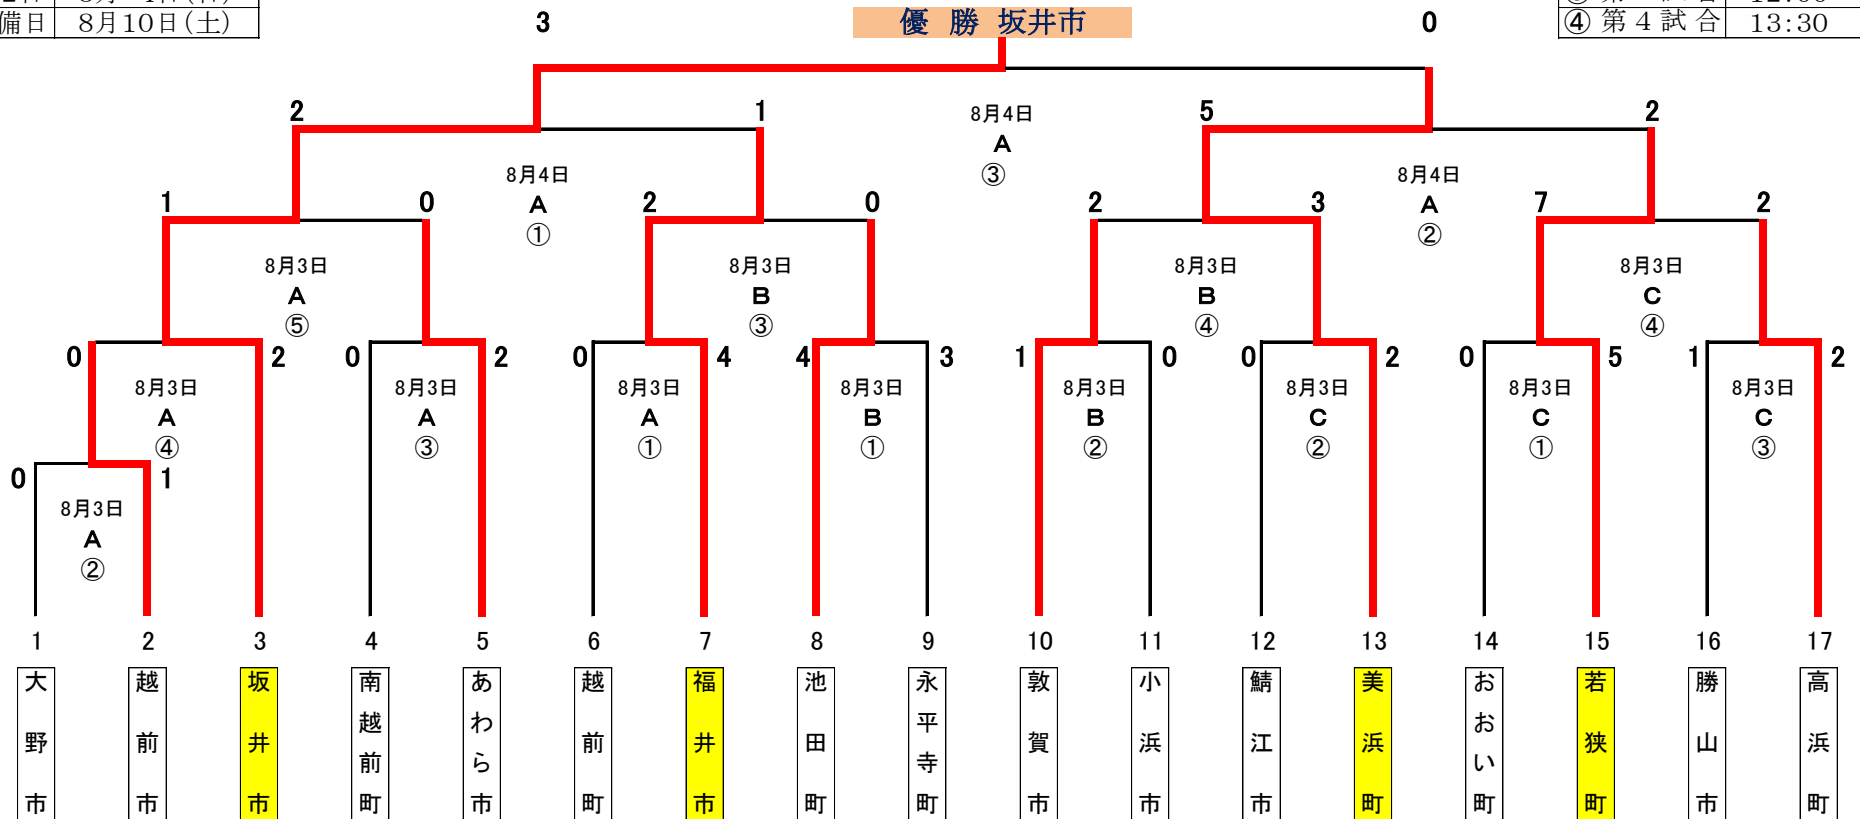 備日 8月10日(土)
④ 第4試合 13:30
優勝 坂井市
3 0
2 1 5 2
8月4日
A
③
8月4日
A
①
8月4日
A
②
1 0 2 0 2 3 7 2
8月3日
A
⑤
8月3日
B
③
8月3日
B
④
8月3日
C
④
0 2 0 2 0 4 4 3 1 0 0 2 0 5 1 2
8月3日
A
④
8月3日
A
③
8月3日
A
①
8月3日
B
①
8月3日
B
②
8月3日
C
②
8月3日
C
①
8月3日
C
③
0 1
8月3日
A
②
1 2 3 4 5 6 7 8 9 10 11 12 13 14 15 16 17
大野市
越前市
坂井市
南越前町
あわら市
越前町
福井市
池田町
永平寺町
敦賀市
小浜市
鯖江市
美浜町
おおい町
若狭町
勝山市
高浜町